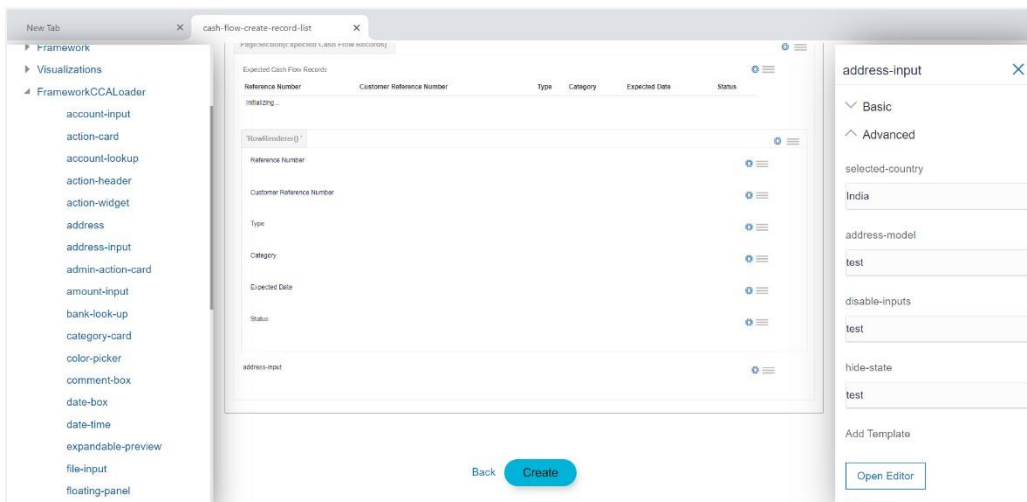 New Tab
cash-flow-create-record-list
Framework
Visualizations
FrameworkCCALoader
account-input
action-card
account-lookup
action-header
action-widget
address
address-input
admin-action-card
amount-input
bank-look-up
category-card
color-picker
comment-box
date-box
date-time
expandable-preview
file-input
floating-panel
PageSection(Expected Cash Flow Records)
Expected Cash Flow Records
Reference Number Customer Reference Number Type Category Expected Date Status
Initializing...
'RowRenderer() '
Reference Number
Customer Reference Number
Type
Category
Expected Date
Status
address-input
Back Create
address-input
Basic
Advanced
selected-country
India
address-model
test
disable-inputs
test
hide-state
test
Add Template
Open Editor